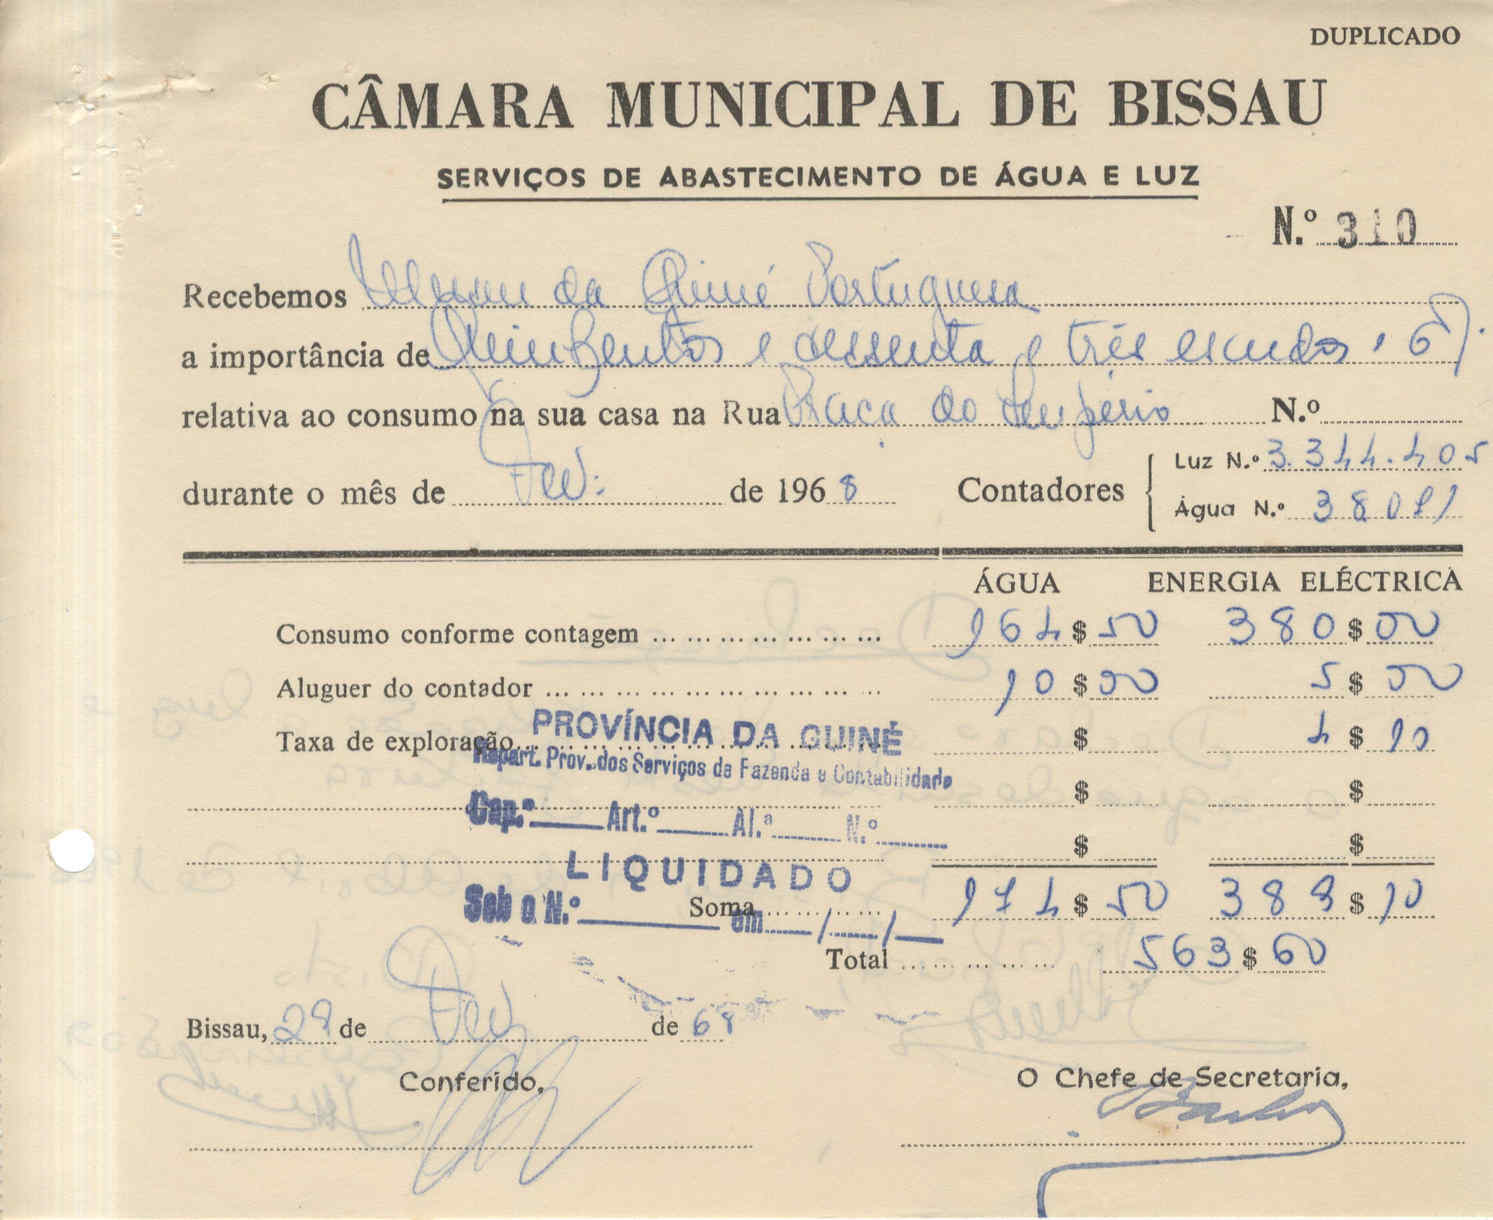 DUPLICADO
CÂMARA MUNICIPAL DE BISSAU
SERVIÇOS DE ABASTECIMENTO DE ÁGUA E LUZ
N.º 310
Recebemos da Guiné Portuguesa
a importância de Quinhentos e sessenta e três escudos e 6
relativa ao consumo na sua casa na Rua Praça do Império N.º
Luz N.º 3.344.405
durante o mês de Fev. de 1968 Contadores
Água N.º
ÁGUA ENERGIA ELÉCTRICA
Consumo conforme contagem ... 164$50 380$00
Aluguer do contador ... 10$00 5$00
Taxa de exploração... $ 4$10
PROVÍNCIA DA GUINÉ
Repart. Prov. dos Serviços de Fazenda e Contabilidade
$ $
Cap.º Art.º Al.ª N.º
$ $
LIQUIDADO
Sob o N.º em / /
Soma ... 174$50 389$10
Total ... 563$60
Bissau, 29 de Fev de 68
Conferido, O Chefe de Secretaria,